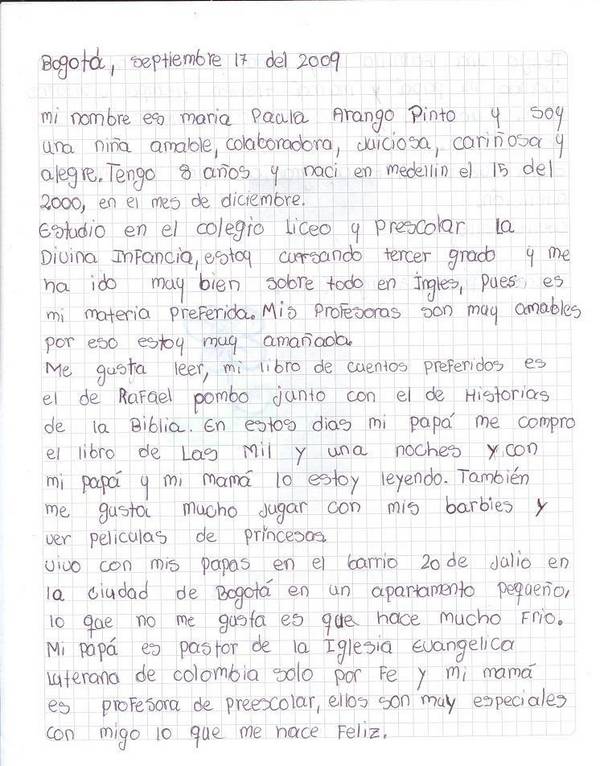 Bogotá, septiembre 17 del 2009
mi nombre es maria Paula Arango Pinto y soy
una niña amable, colaboradora, Juiciosa, cariñosa y
alegre. Tengo 8 años y naci en medellin el 15 del
2000, en el mes de diciembre.
Estudio en el colegio Liceo y prescolar la
Divina Infancia, estoy cursando tercer grado y me
ha ido muy bien sobre todo en Ingles, Pues es
mi materia preferida. Mis Profesoras son muy amables
por eso estoy muy amañada.
Me gusta leer, mi libro de cuentos preferidos es
el de Rafael pombo junto con el de Historias
de la Biblia. En estos dias mi papá me compro
el libro de Las Mil y una noches y con
mi papá y mi mamá lo estoy leyendo. También
me gusta mucho jugar con mis barbies y
ver peliculas de princesas.
vivo con mis papas en el barrio 20 de Julio en
la ciudad de Bogotá en un apartamento pequeño,
lo que no me gusta es que hace mucho Frio.
Mi papá es pastor de la Iglesia Evangelica
luterana de colombia solo por Fe y mi mamá
es profesora de preescolar, ellos son muy especiales
con migo lo que me hace Feliz.